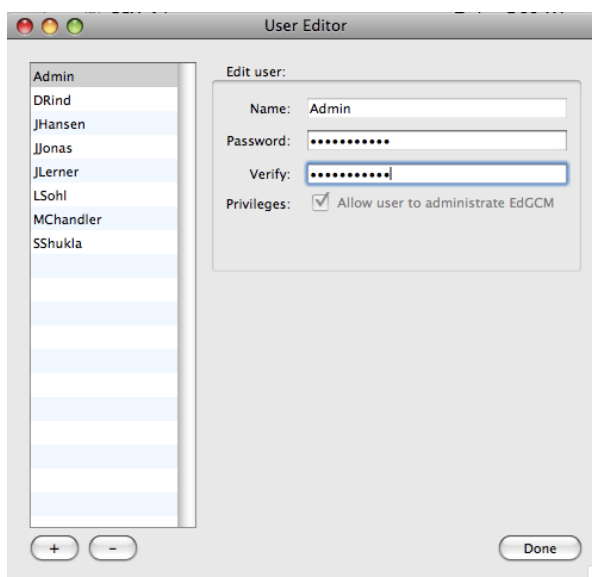 User Editor
Admin
DRind
JHansen
JJonas
JLerner
LSohl
MChandler
SShukla
Edit user:
Name: Admin
Password: •••••••••••
Verify: •••••••••••
Privileges: Allow user to administrate EdGCM
+ -
Done